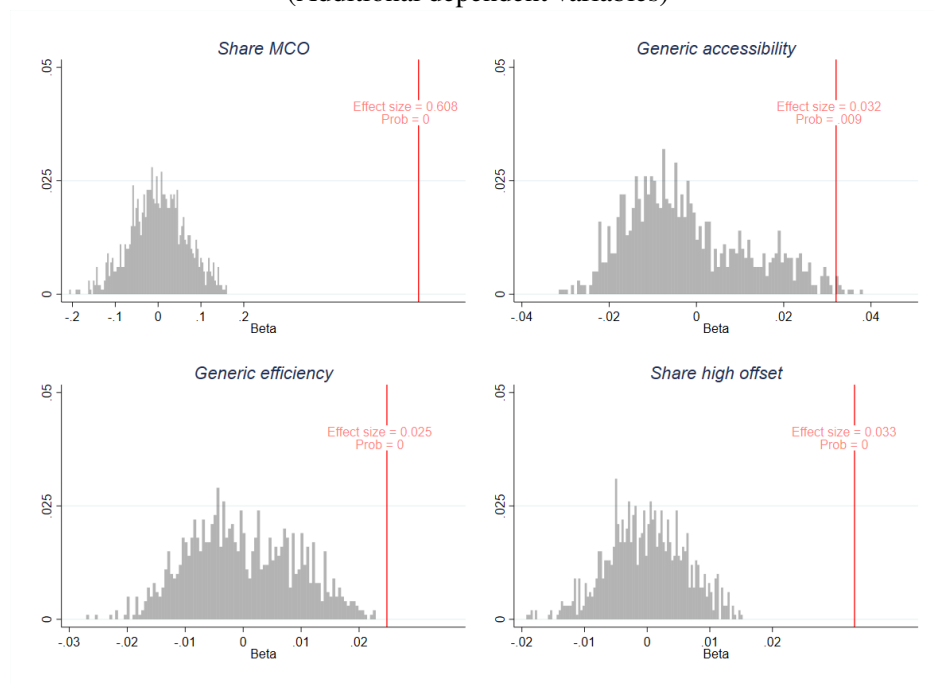 (Additional dependent variables)
Share MCO
.05
.025
0
Effect size = 0.608
Prob = 0
-.2 -.1 0 .1 .2
Beta
Generic accessibility
.05
.025
0
Effect size = 0.032
Prob = .009
-.04 -.02 0 .02 .04
Beta
Generic efficiency
.05
.025
0
Effect size = 0.025
Prob = 0
-.03 -.02 -.01 0 .01 .02
Beta
Share high offset
.05
.025
0
Effect size = 0.033
Prob = 0
-.02 -.01 0 .01 .02
Beta